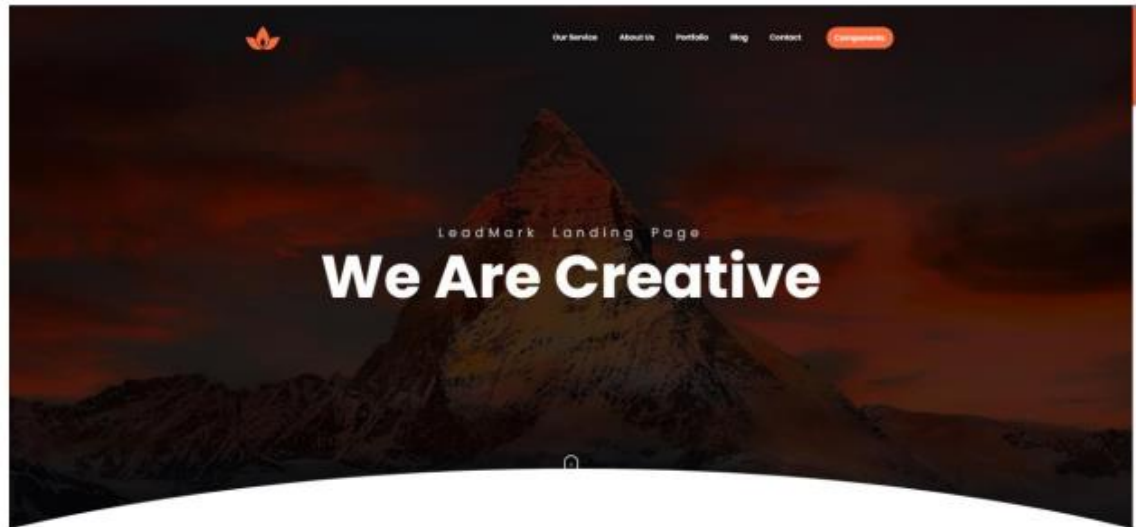 Our Service About Us Portfolio Blog Contact Components
LeadMark Landing Page
We Are Creative